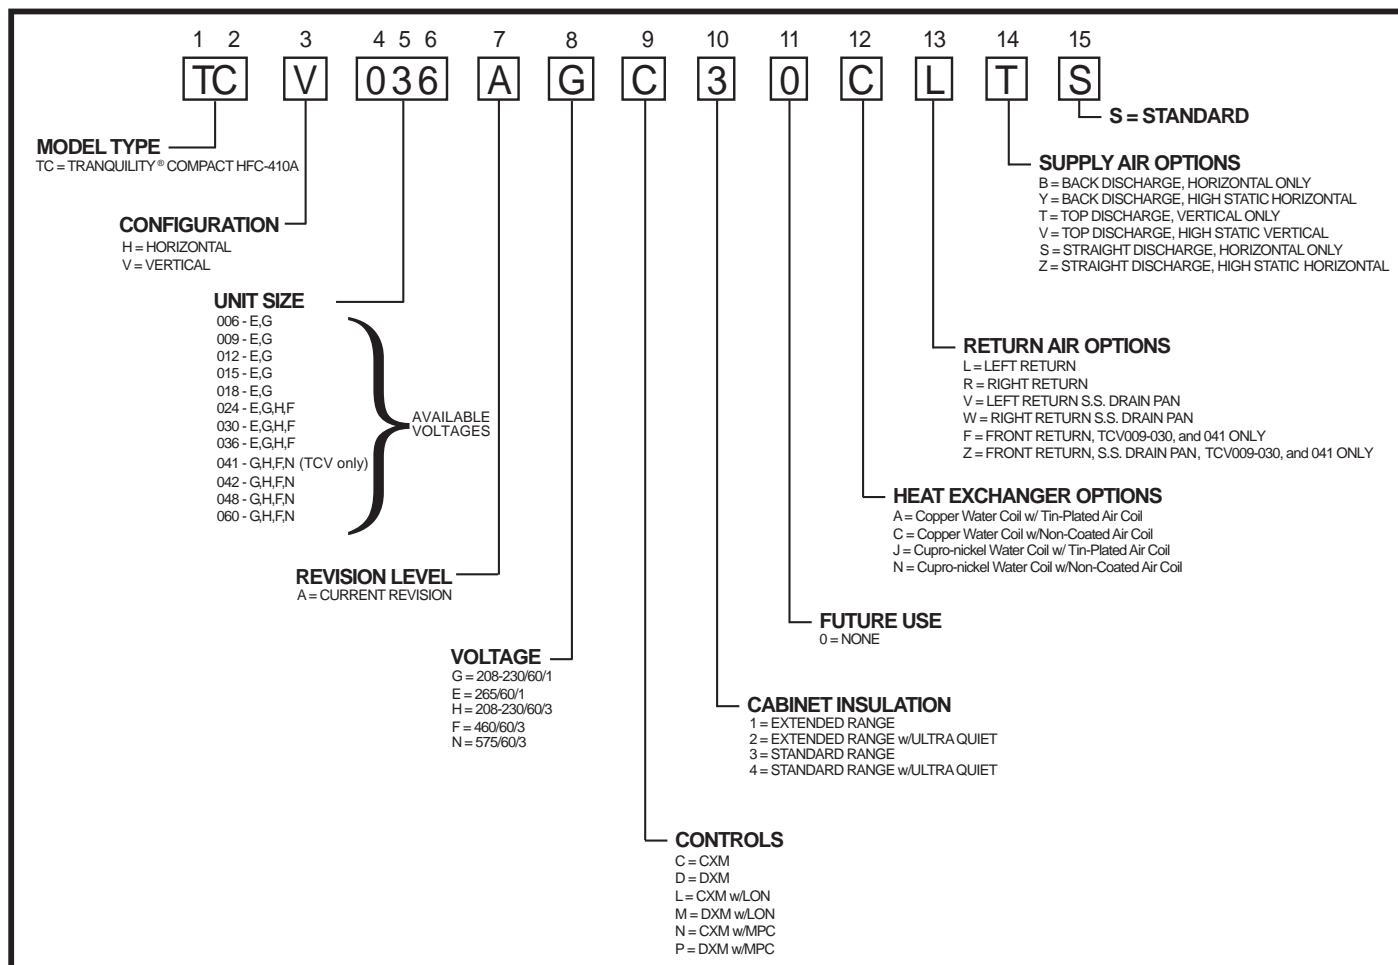 1 2 3 4 5 6 7 8 9 10 11 12 13 14 15
TC V 036 A G C 3 0 C L T S
S = STANDARD
MODEL TYPE
TC = TRANQUILITY® COMPACT HFC-410A
SUPPLY AIR OPTIONS
B = BACK DISCHARGE, HORIZONTAL ONLY
Y = BACK DISCHARGE, HIGH STATIC HORIZONTAL
T = TOP DISCHARGE, VERTICAL ONLY
V = TOP DISCHARGE, HIGH STATIC VERTICAL
S = STRAIGHT DISCHARGE, HORIZONTAL ONLY
Z = STRAIGHT DISCHARGE, HIGH STATIC HORIZONTAL
CONFIGURATION
H = HORIZONTAL
V = VERTICAL
UNIT SIZE
006 - E,G
009 - E,G
012 - E,G
015 - E,G
018 - E,G
024 - E,G,H,F
030 - E,G,H,F
036 - E,G,H,F
041 - G,H,F,N (TCV only)
042 - G,H,F,N
048 - G,H,F,N
060 - G,H,F,N
AVAILABLE
VOLTAGES
RETURN AIR OPTIONS
L = LEFT RETURN
R = RIGHT RETURN
V = LEFT RETURN S.S. DRAIN PAN
W = RIGHT RETURN S.S. DRAIN PAN
F = FRONT RETURN, TCV009-030, and 041 ONLY
Z = FRONT RETURN, S.S. DRAIN PAN, TCV009-030, and 041 ONLY
HEAT EXCHANGER OPTIONS
A = Copper Water Coil w/ Tin-Plated Air Coil
C = Copper Water Coil w/Non-Coated Air Coil
J = Cupro-nickel Water Coil w/ Tin-Plated Air Coil
N = Cupro-nickel Water Coil w/Non-Coated Air Coil
REVISION LEVEL
A = CURRENT REVISION
FUTURE USE
0 = NONE
VOLTAGE
G = 208-230/60/1
E = 265/60/1
H = 208-230/60/3
F = 460/60/3
N = 575/60/3
CABINET INSULATION
1 = EXTENDED RANGE
2 = EXTENDED RANGE w/ULTRA QUIET
3 = STANDARD RANGE
4 = STANDARD RANGE w/ULTRA QUIET
CONTROLS
C = CXM
D = DXM
L = CXM w/LON
M = DXM w/LON
N = CXM w/MPC
P = DXM w/MPC